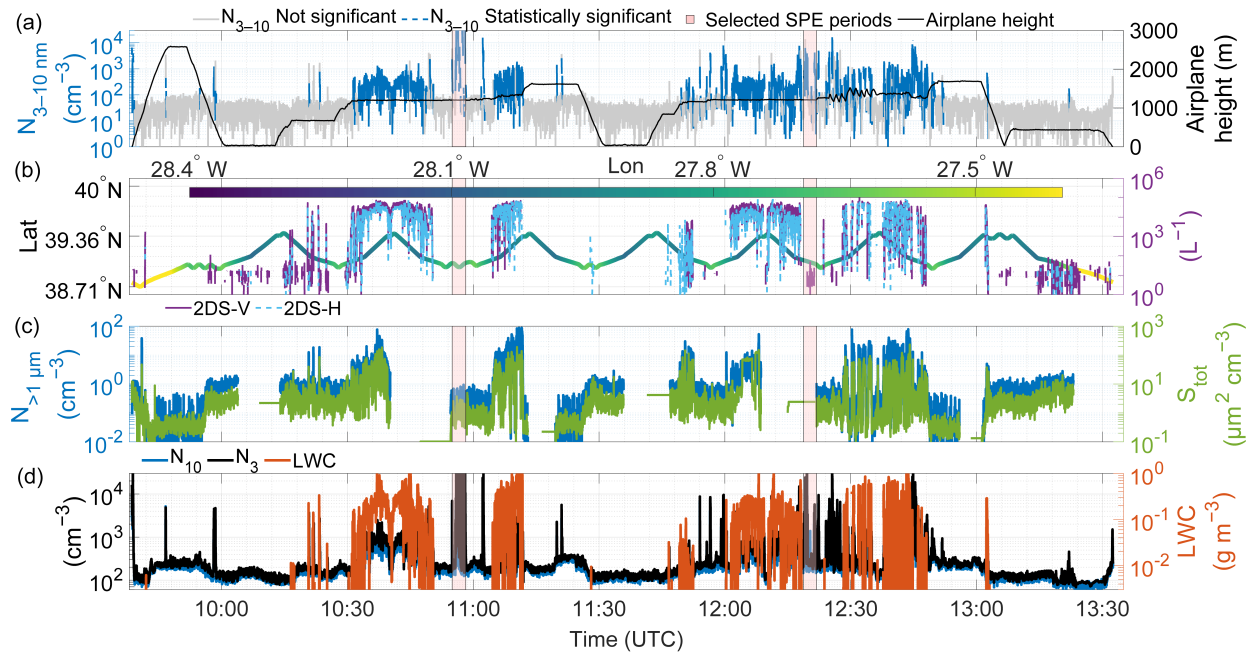 (a)
N3–10 Not significant
N3–10 Statistically significant
Selected SPE periods
Airplane height
N3–10 nm
(cm−3)
10^4
10^3
10^2
10^1
10^0
3000
2000
1000
0
Airplane
height (m)
(b)
28.4° W
28.1° W
Lon
27.8° W
27.5° W
Lat
40°N
39.36°N
38.71°N
10^6
10^3
10^0
(L−1)
2DS-V
2DS-H
(c)
N>1 μm
(cm−3)
10^2
10^0
10^-2
10^3
10^1
10^-1
Stot
(μm2 cm−3)
N10
N3
LWC
(d)
(cm−3)
10^4
10^3
10^2
10^0
10^-1
10^-2
LWC
(g m−3)
10:00
10:30
11:00
11:30
12:00
12:30
13:00
13:30
Time (UTC)